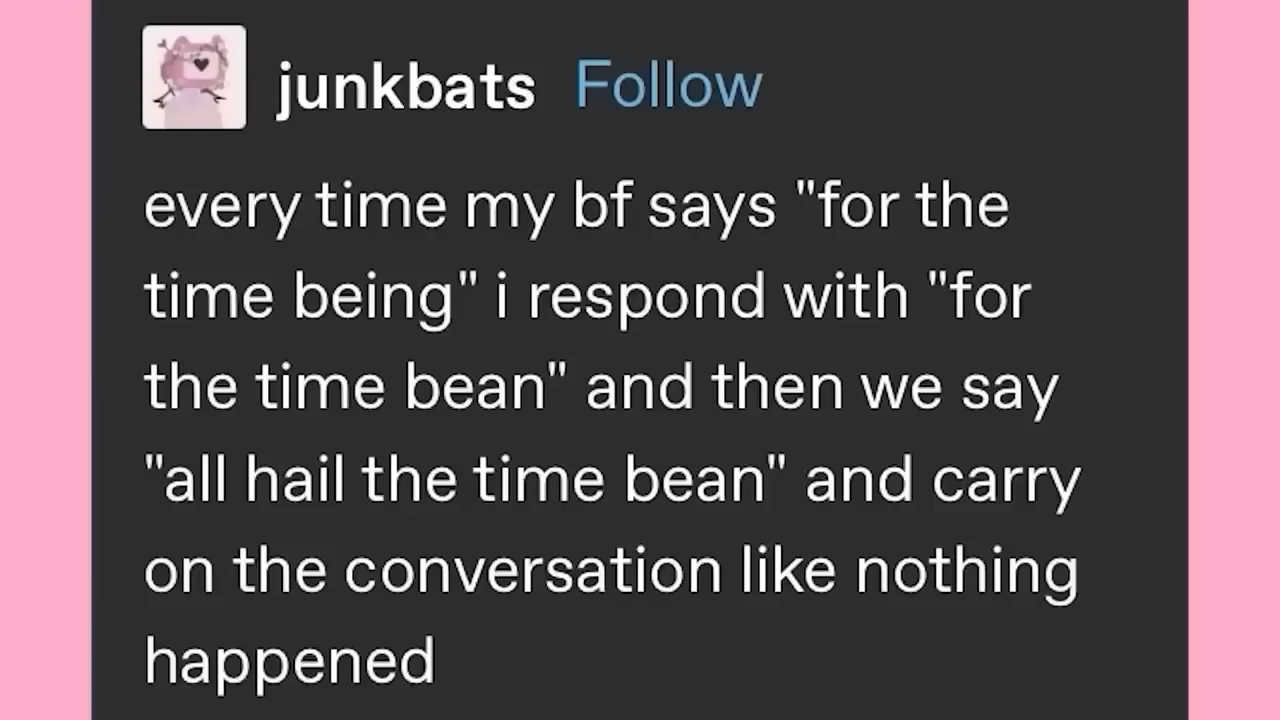 junkbats Follow
every time my bf says "for the
time being" i respond with "for
the time bean" and then we say
"all hail the time bean" and carry
on the conversation like nothing
happened